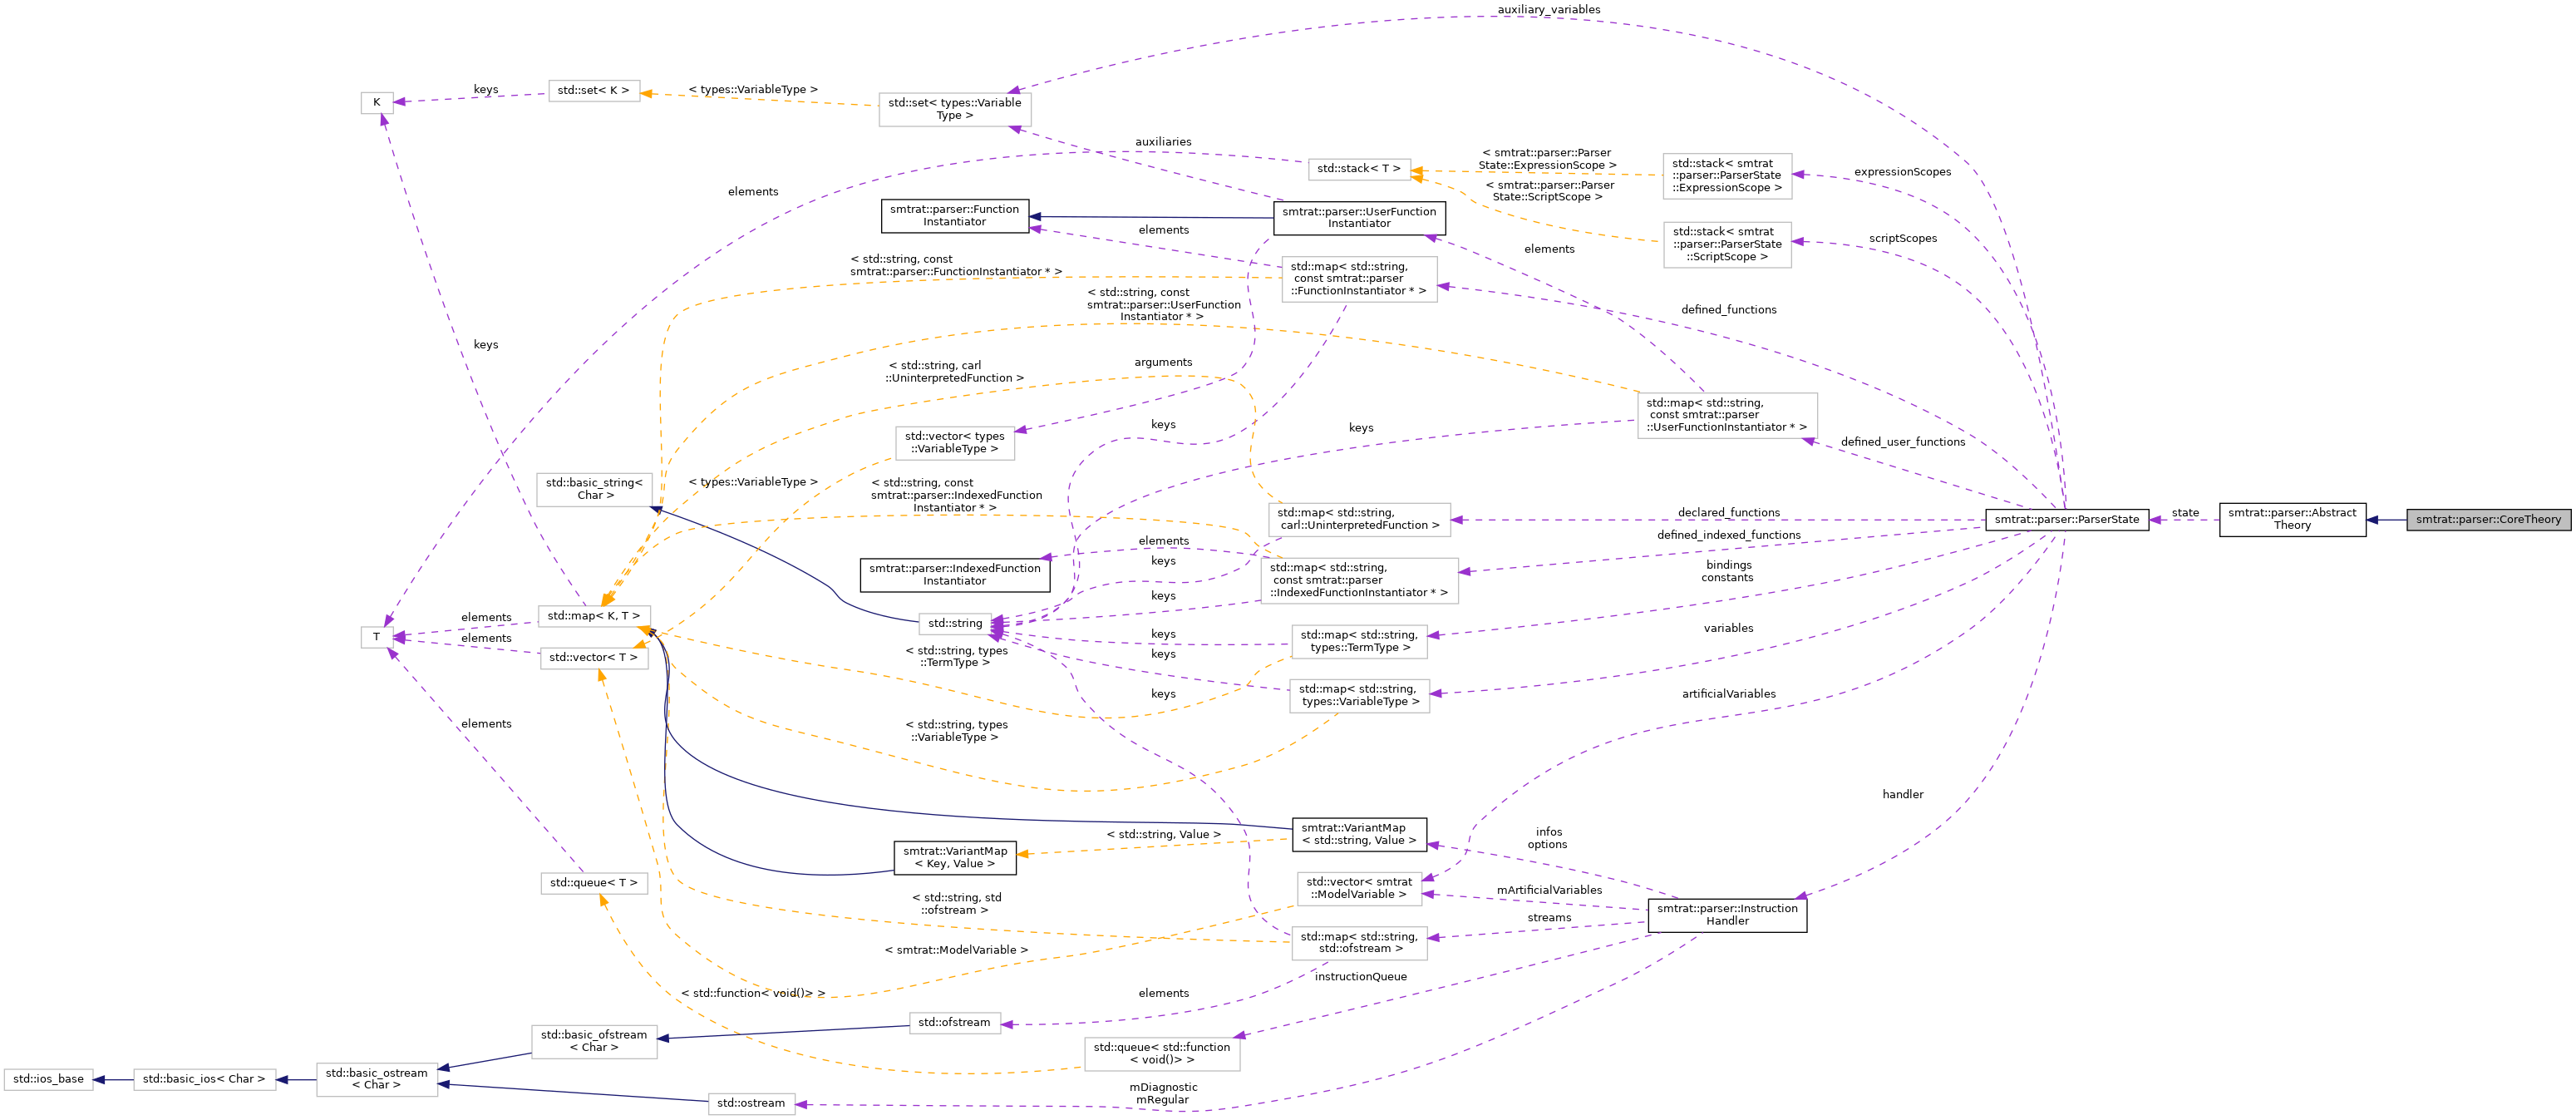 auxiliary_variables
keys
std::set< K >
< types::VariableType >
K
std::set< types::Variable
Type >
auxiliaries
std::stack< T >
< smtrat::parser::Parser
State::ExpressionScope >
std::stack< smtrat
::parser::ParserState
::ExpressionScope >
expressionScopes
elements
< smtrat::parser::Parser
State::ScriptScope >
smtrat::parser::Function
Instantiator
smtrat::parser::UserFunction
Instantiator
elements
elements
std::stack< smtrat
::parser::ParserState
::ScriptScope >
scriptScopes
< std::string, const
smtrat::parser::FunctionInstantiator * >
std::map< std::string,
const smtrat::parser
::FunctionInstantiator * >
< std::string, const
smtrat::parser::UserFunction
Instantiator * >
defined_functions
keys
< std::string, carl
::UninterpretedFunction >
arguments
std::map< std::string,
const smtrat::parser
::UserFunctionInstantiator * >
keys
keys
defined_user_functions
std::vector< types
::VariableType >
std::basic_string<
Char >
< types::VariableType >
< std::string, const
smtrat::parser::IndexedFunction
Instantiator * >
std::map< std::string,
carl::UninterpretedFunction >
declared_functions
smtrat::parser::ParserState
state
smtrat::parser::Abstract
Theory
smtrat::parser::CoreTheory
elements
keys
defined_indexed_functions
smtrat::parser::IndexedFunction
Instantiator
std::map< std::string,
const smtrat::parser
::IndexedFunctionInstantiator * >
bindings
constants
keys
std::map< K, T >
std::string
elements
T
elements
std::vector< T >
keys
std::map< std::string,
types::TermType >
variables
< std::string, types
::TermType >
keys
keys
std::map< std::string,
types::VariableType >
artificialVariables
elements
< std::string, types
::VariableType >
handler
smtrat::VariantMap
< std::string, Value >
< std::string, Value >
infos
options
smtrat::VariantMap
< Key, Value >
std::queue< T >
std::vector< smtrat
::ModelVariable >
mArtificialVariables
< std::string, std
::ofstream >
smtrat::parser::Instruction
Handler
streams
std::map< std::string,
std::ofstream >
< smtrat::ModelVariable >
instructionQueue
< std::function< void()> >
elements
std::ofstream
std::basic_ofstream
< Char >
std::queue< std::function
< void()> >
std::ios_base
std::basic_ios< Char >
std::basic_ostream
< Char >
mDiagnostic
mRegular
std::ostream